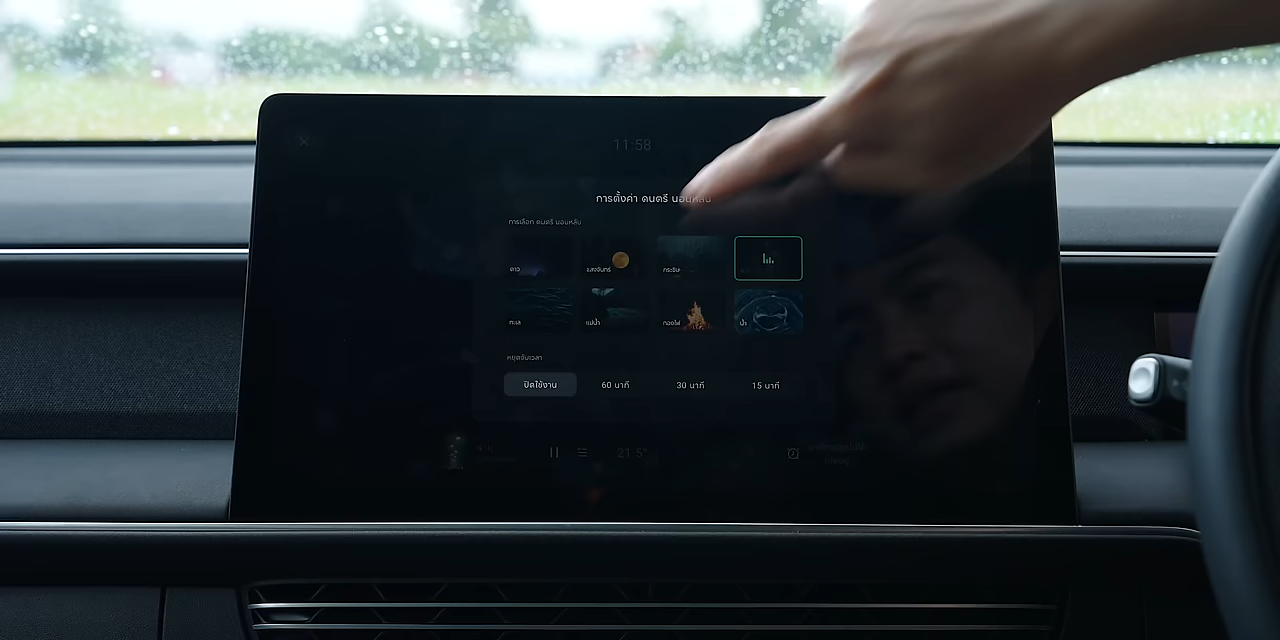 11:58
การตั้งค่า ดนตรี นอนหลับ
การเลือก ดนตรี นอนหลับ
ดาว
แสงจันทร์
กระซิบ
ทะเล
แม่น้ำ
กองไฟ
น้ำ
หยุดจับเวลา
ปิดใช้งาน
60 นาที
30 นาที
15 นาที
21.5°